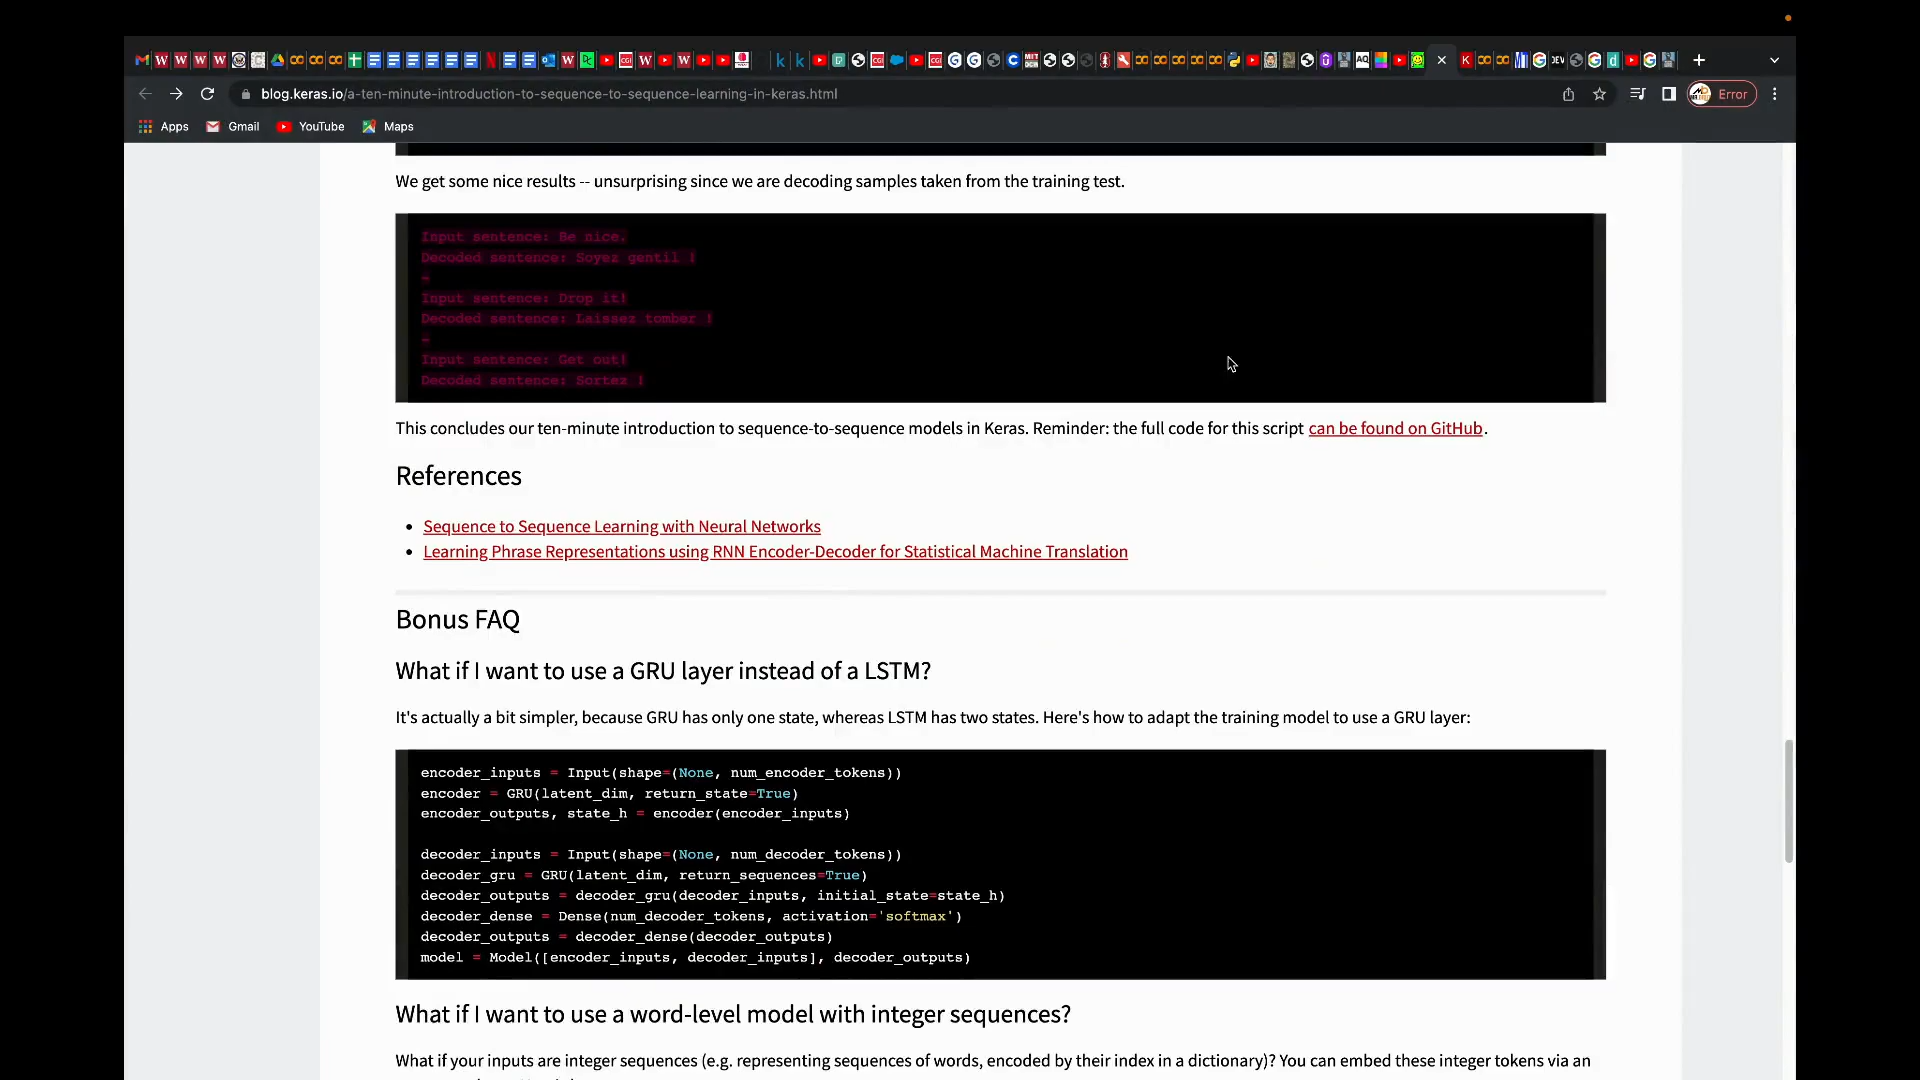 blog.keras.io/a-ten-minute-introduction-to-sequence-to-sequence-learning-in-keras.html
Error
Apps
Gmail
YouTube
Maps
We get some nice results -- unsurprising since we are decoding samples taken from the training test.
Input sentence: Be nice.
Decoded sentence: Soyez gentil !
-
Input sentence: Drop it!
Decoded sentence: Laissez tomber !
-
Input sentence: Get out!
Decoded sentence: Sortez !
This concludes our ten-minute introduction to sequence-to-sequence models in Keras. Reminder: the full code for this script can be found on GitHub.
References
• Sequence to Sequence Learning with Neural Networks
• Learning Phrase Representations using RNN Encoder-Decoder for Statistical Machine Translation
Bonus FAQ
What if I want to use a GRU layer instead of a LSTM?
It's actually a bit simpler, because GRU has only one state, whereas LSTM has two states. Here's how to adapt the training model to use a GRU layer:
encoder_inputs = Input(shape=(None, num_encoder_tokens))
encoder = GRU(latent_dim, return_state=True)
encoder_outputs, state_h = encoder(encoder_inputs)
decoder_inputs = Input(shape=(None, num_decoder_tokens))
decoder_gru = GRU(latent_dim, return_sequences=True)
decoder_outputs = decoder_gru(decoder_inputs, initial_state=state_h)
decoder_dense = Dense(num_decoder_tokens, activation='softmax')
decoder_outputs = decoder_dense(decoder_outputs)
model = Model([encoder_inputs, decoder_inputs], decoder_outputs)
What if I want to use a word-level model with integer sequences?
What if your inputs are integer sequences (e.g. representing sequences of words, encoded by their index in a dictionary)? You can embed these integer tokens via an